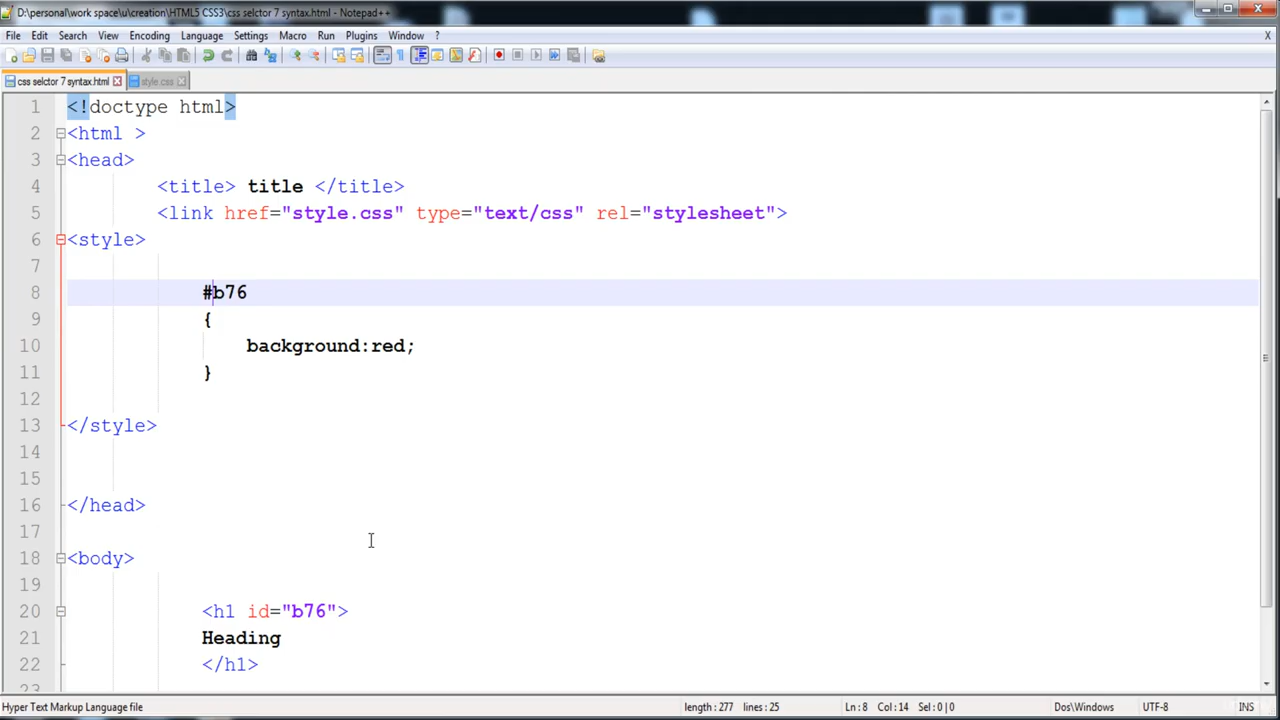 D:\personal\work space\u\creation\HTML5 CSS3\css selctor 7 syntax.html - Notepad++
File Edit Search View Encoding Language Settings Macro Run Plugins Window ? X
css selctor 7 syntax.html style.css
1 <!doctype html>
2 <html >
3 <head>
4 <title> title </title>
5 <link href="style.css" type="text/css" rel="stylesheet">
6 <style>
7
8 #b76
9 {
10 background:red;
11 }
12
13 </style>
14
15
16 </head>
17
18 <body>
19
20 <h1 id="b76">
21 Heading
22 </h1>
23
Hyper Text Markup Language file length : 277 lines : 25 Ln : 8 Col : 14 Sel : 0 | 0 Dos\Windows UTF-8 INS